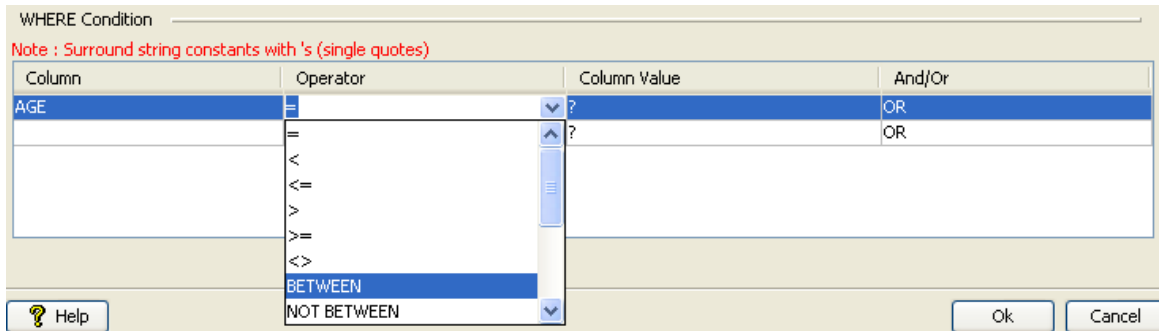 WHERE Condition
Note : Surround string constants with 's (single quotes)
Column Operator Column Value And/Or
AGE = ? OR
= ? OR
<
<=
>
>=
<>
BETWEEN
NOT BETWEEN
Help Ok Cancel